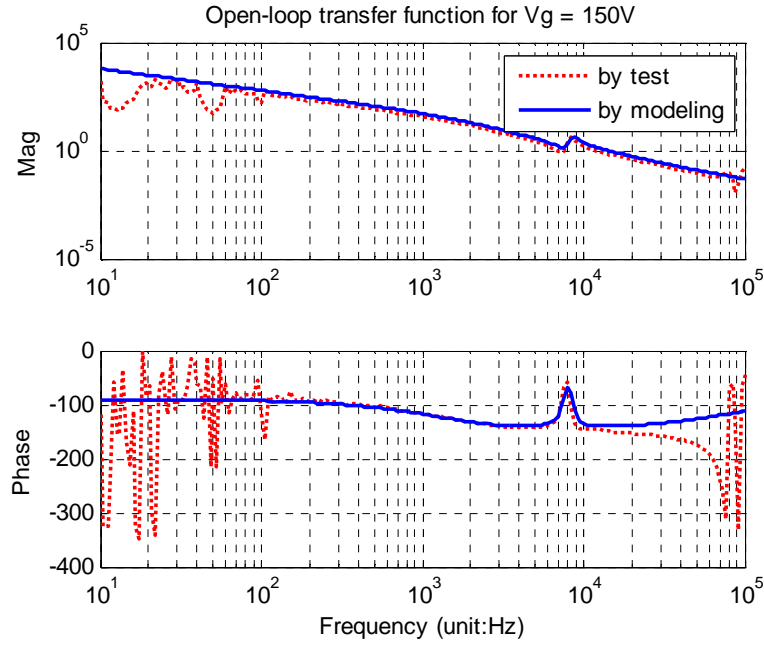 Open-loop transfer function for Vg = 150V
10^5
10^0
10^-5
Mag
by test
by modeling
10^1 10^2 10^3 10^4 10^5
0
-100
-200
-300
-400
Phase
10^1 10^2 10^3 10^4 10^5
Frequency (unit:Hz)